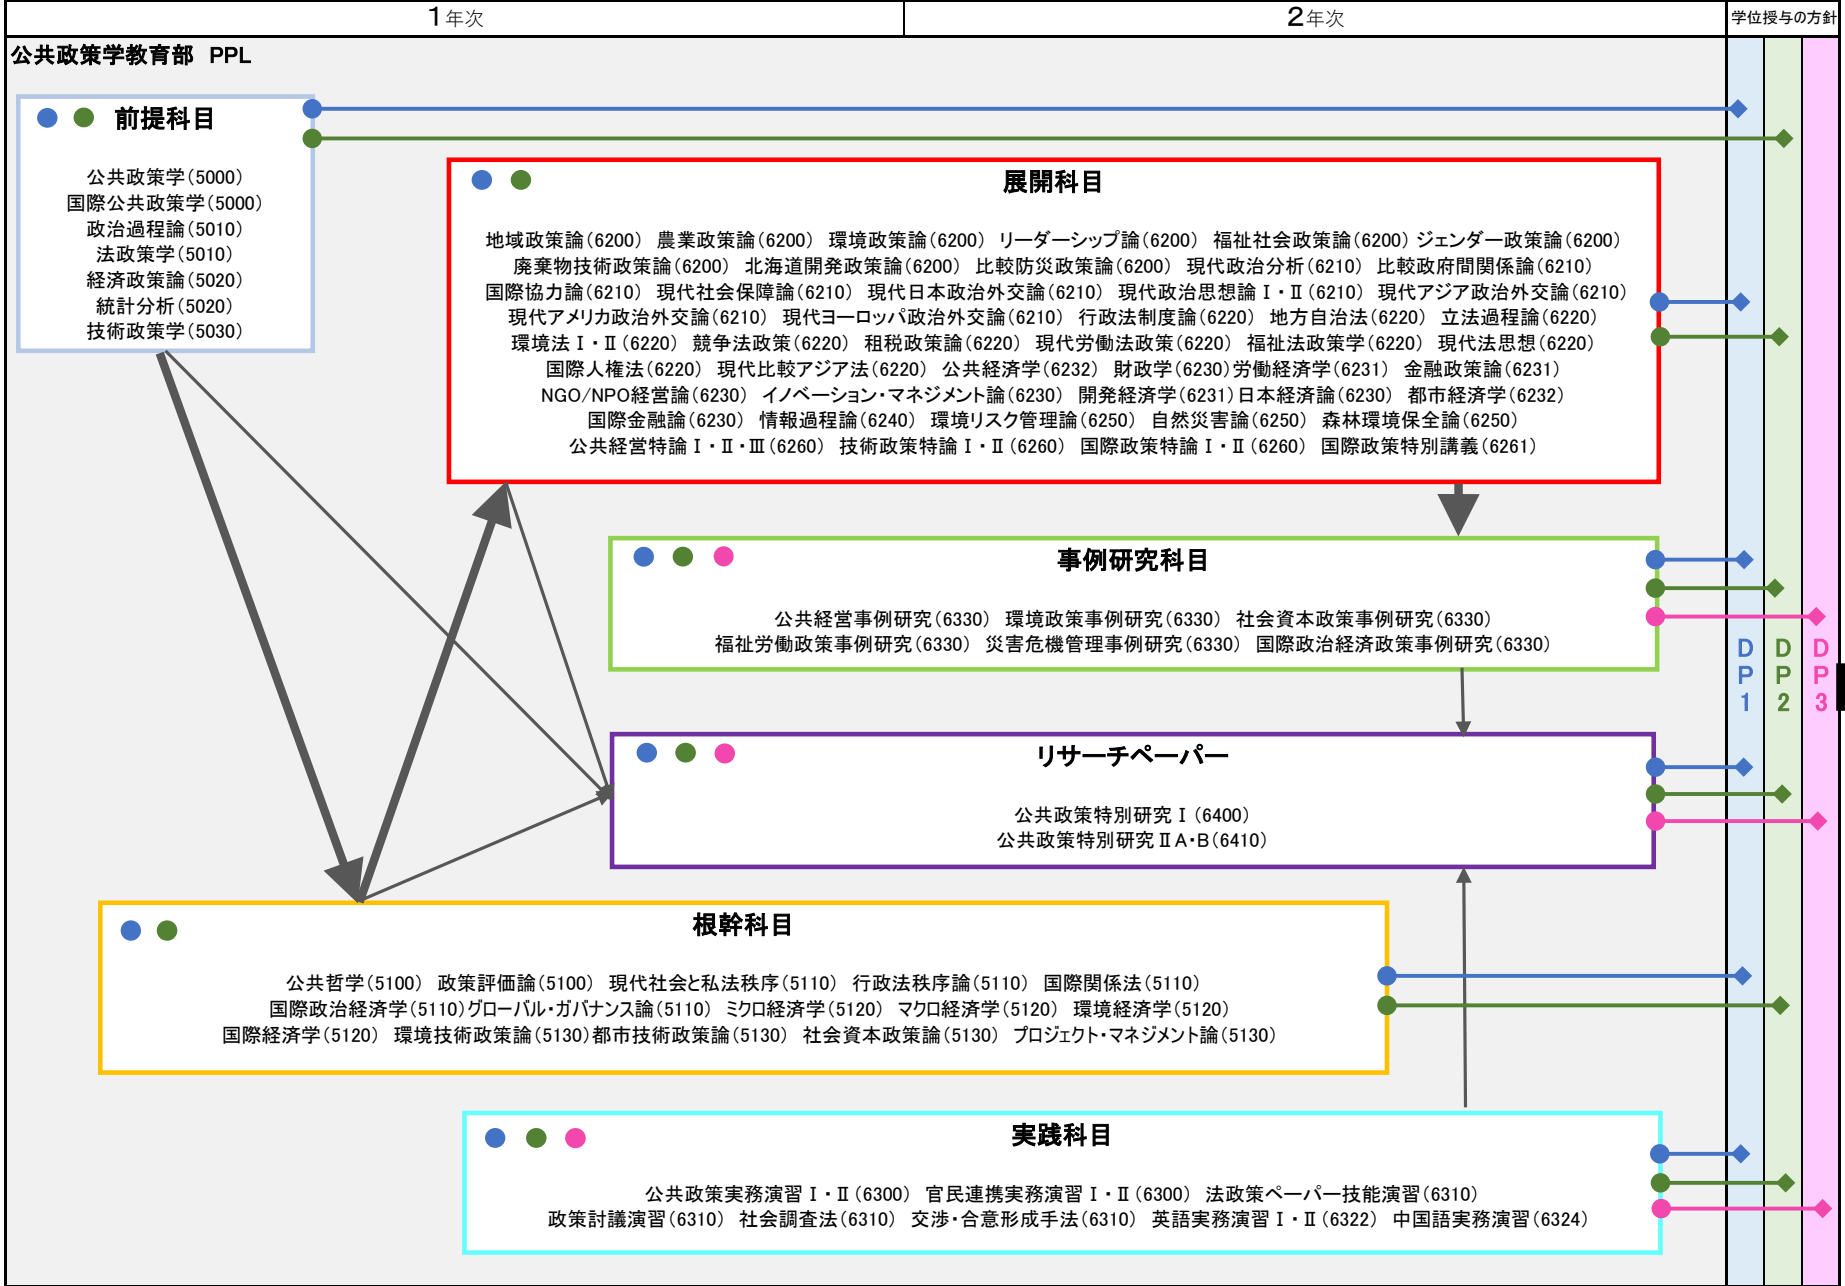 1年次
2年次
学位授与の方針
公共政策学教育部 PPL
前提科目
公共政策学(5000)
国際公共政策学(5000)
政治過程論(5010)
法政策学(5010)
経済政策論(5020)
統計分析(5020)
技術政策学(5030)
展開科目
地域政策論(6200) 農業政策論(6200) 環境政策論(6200) リーダーシップ論(6200) 福祉社会政策論(6200) ジェンダー政策論(6200)
廃棄物技術政策論(6200) 北海道開発政策論(6200) 比較防災政策論(6200) 現代政治分析(6210) 比較政府間関係論(6210)
国際協力論(6210) 現代社会保障論(6210) 現代日本政治外交論(6210) 現代政治思想論Ⅰ・Ⅱ(6210) 現代アジア政治外交論(6210)
現代アメリカ政治外交論(6210) 現代ヨーロッパ政治外交論(6210) 行政法制度論(6220) 地方自治法(6220) 立法過程論(6220)
環境法Ⅰ・Ⅱ(6220) 競争法政策(6220) 租税政策論(6220) 現代労働法政策(6220) 福祉法政策学(6220) 現代法思想(6220)
国際人権法(6220) 現代比較アジア法(6220) 公共経済学(6232) 財政学(6230)労働経済学(6231) 金融政策論(6231)
NGO/NPO経営論(6230) イノベーション・マネジメント論(6230) 開発経済学(6231)日本経済論(6230) 都市経済学(6232)
国際金融論(6230) 情報過程論(6240) 環境リスク管理論(6250) 自然災害論(6250) 森林環境保全論(6250)
公共経営特論Ⅰ・Ⅱ・Ⅲ(6260) 技術政策特論Ⅰ・Ⅱ(6260) 国際政策特論Ⅰ・Ⅱ(6260) 国際政策特別講義(6261)
事例研究科目
公共経営事例研究(6330) 環境政策事例研究(6330) 社会資本政策事例研究(6330)
福祉労働政策事例研究(6330) 災害危機管理事例研究(6330) 国際政治経済政策事例研究(6330)
リサーチペーパー
公共政策特別研究Ⅰ(6400)
公共政策特別研究ⅡA・B(6410)
根幹科目
公共哲学(5100) 政策評価論(5100) 現代社会と私法秩序(5110) 行政法秩序論(5110) 国際関係法(5110)
国際政治経済学(5110)グローバル・ガバナンス論(5110) ミクロ経済学(5120) マクロ経済学(5120) 環境経済学(5120)
国際経済学(5120) 環境技術政策論(5130)都市技術政策論(5130) 社会資本政策論(5130) プロジェクト・マネジメント論(5130)
実践科目
公共政策実務演習Ⅰ・Ⅱ(6300) 官民連携実務演習Ⅰ・Ⅱ(6300) 法政策ペーパー技能演習(6310)
政策討議演習(6310) 社会調査法(6310) 交渉・合意形成手法(6310) 英語実務演習Ⅰ・Ⅱ(6322) 中国語実務演習(6324)
DP1
DP2
DP3